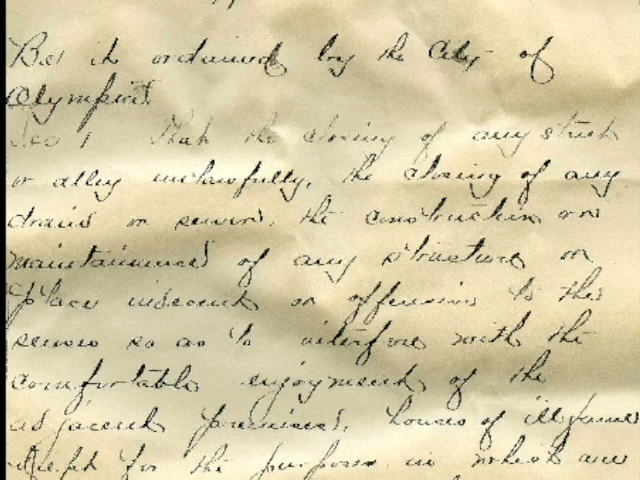 Be it ordained by the City of
Olympia.
Sec 1 That the closing of any street
or alley unlawfully, the closing of any
drain or sewer, the construction or
maintainance of any structure or
place indecent or offensive to the
senses so as to interfere with the
comfortable enjoyment of the
adjacent premises, houses of ill fame
kept for the purpose in which are